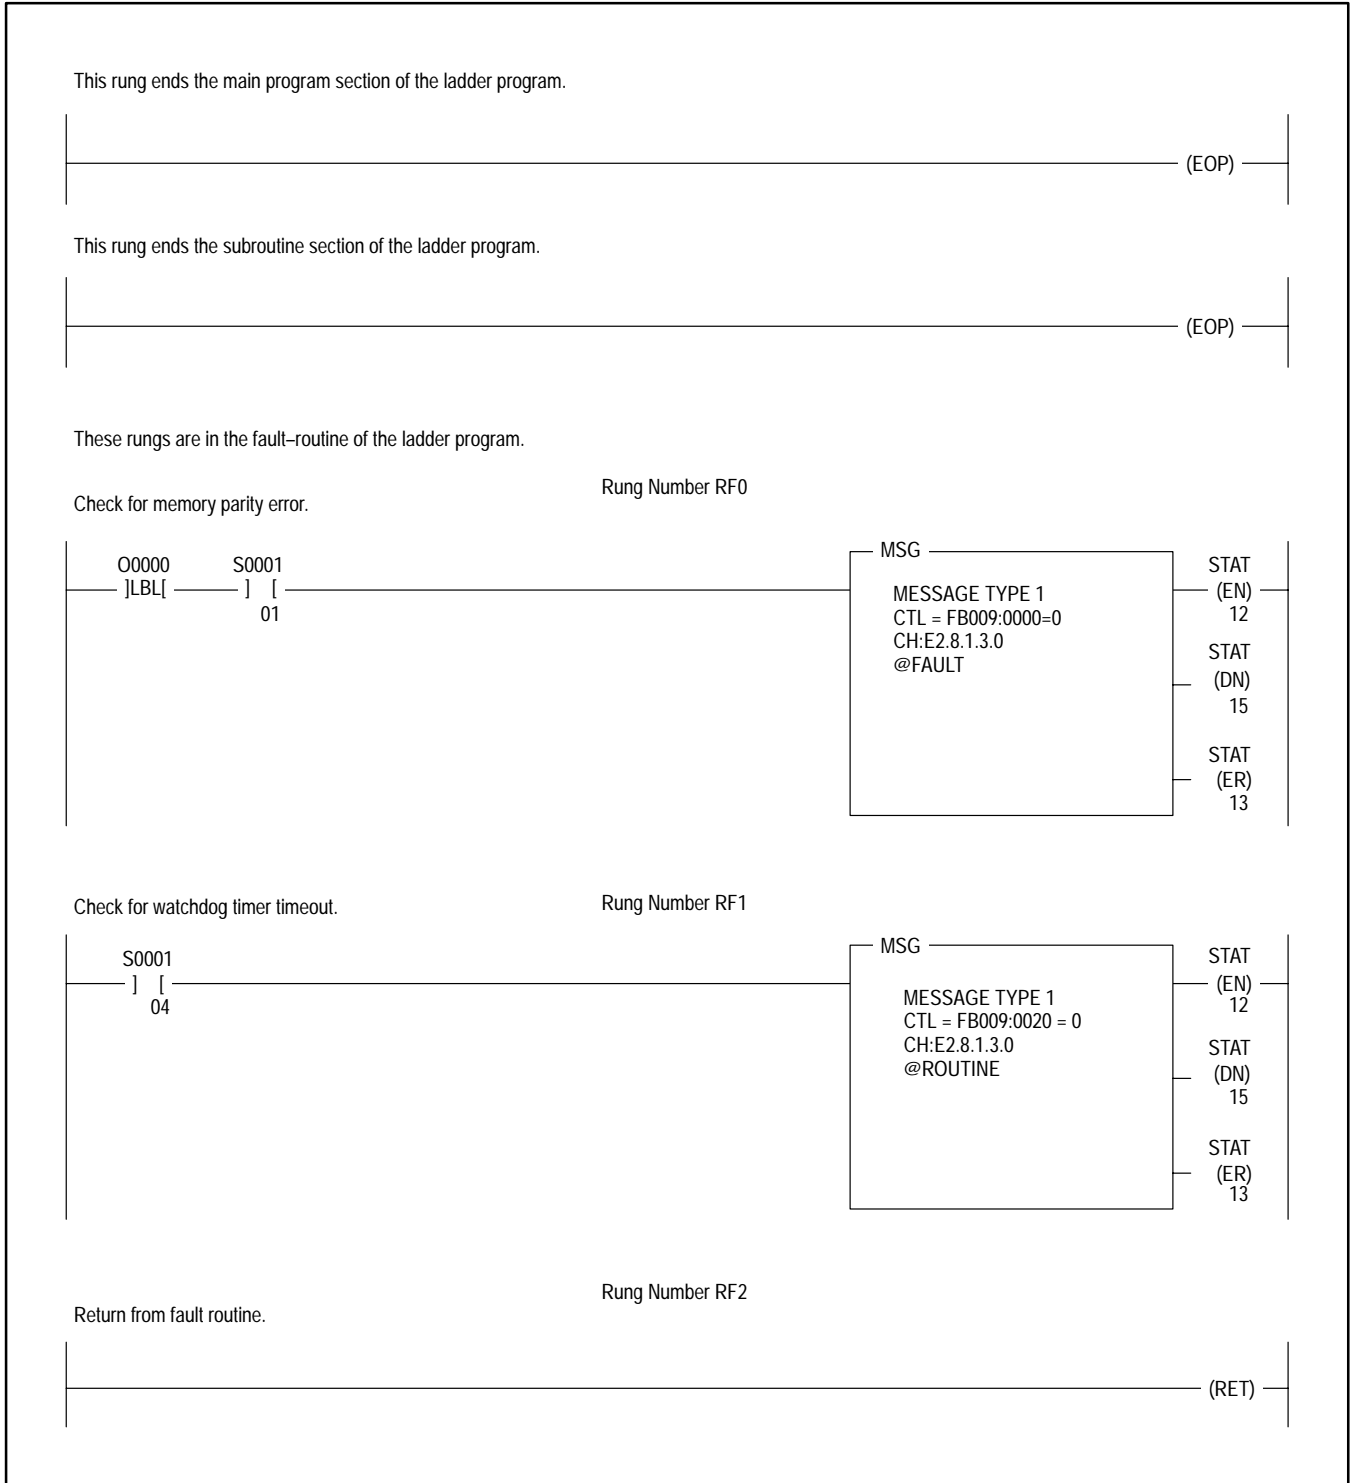 This rung ends the main program section of the ladder program.
(EOP)
This rung ends the subroutine section of the ladder program.
(EOP)
These rungs are in the fault–routine of the ladder program.
Rung Number RF0
Check for memory parity error.
O0000 S0001
]LBL[ ] [
01
MSG
MESSAGE TYPE 1
CTL = FB009:0000=0
CH:E2.8.1.3.0
@FAULT
STAT
(EN)
12
STAT
(DN)
15
STAT
(ER)
13
Check for watchdog timer timeout.
Rung Number RF1
S0001
] [
04
MSG
MESSAGE TYPE 1
CTL = FB009:0020 = 0
CH:E2.8.1.3.0
@ROUTINE
STAT
(EN)
12
STAT
(DN)
15
STAT
(ER)
13
Rung Number RF2
Return from fault routine.
(RET)